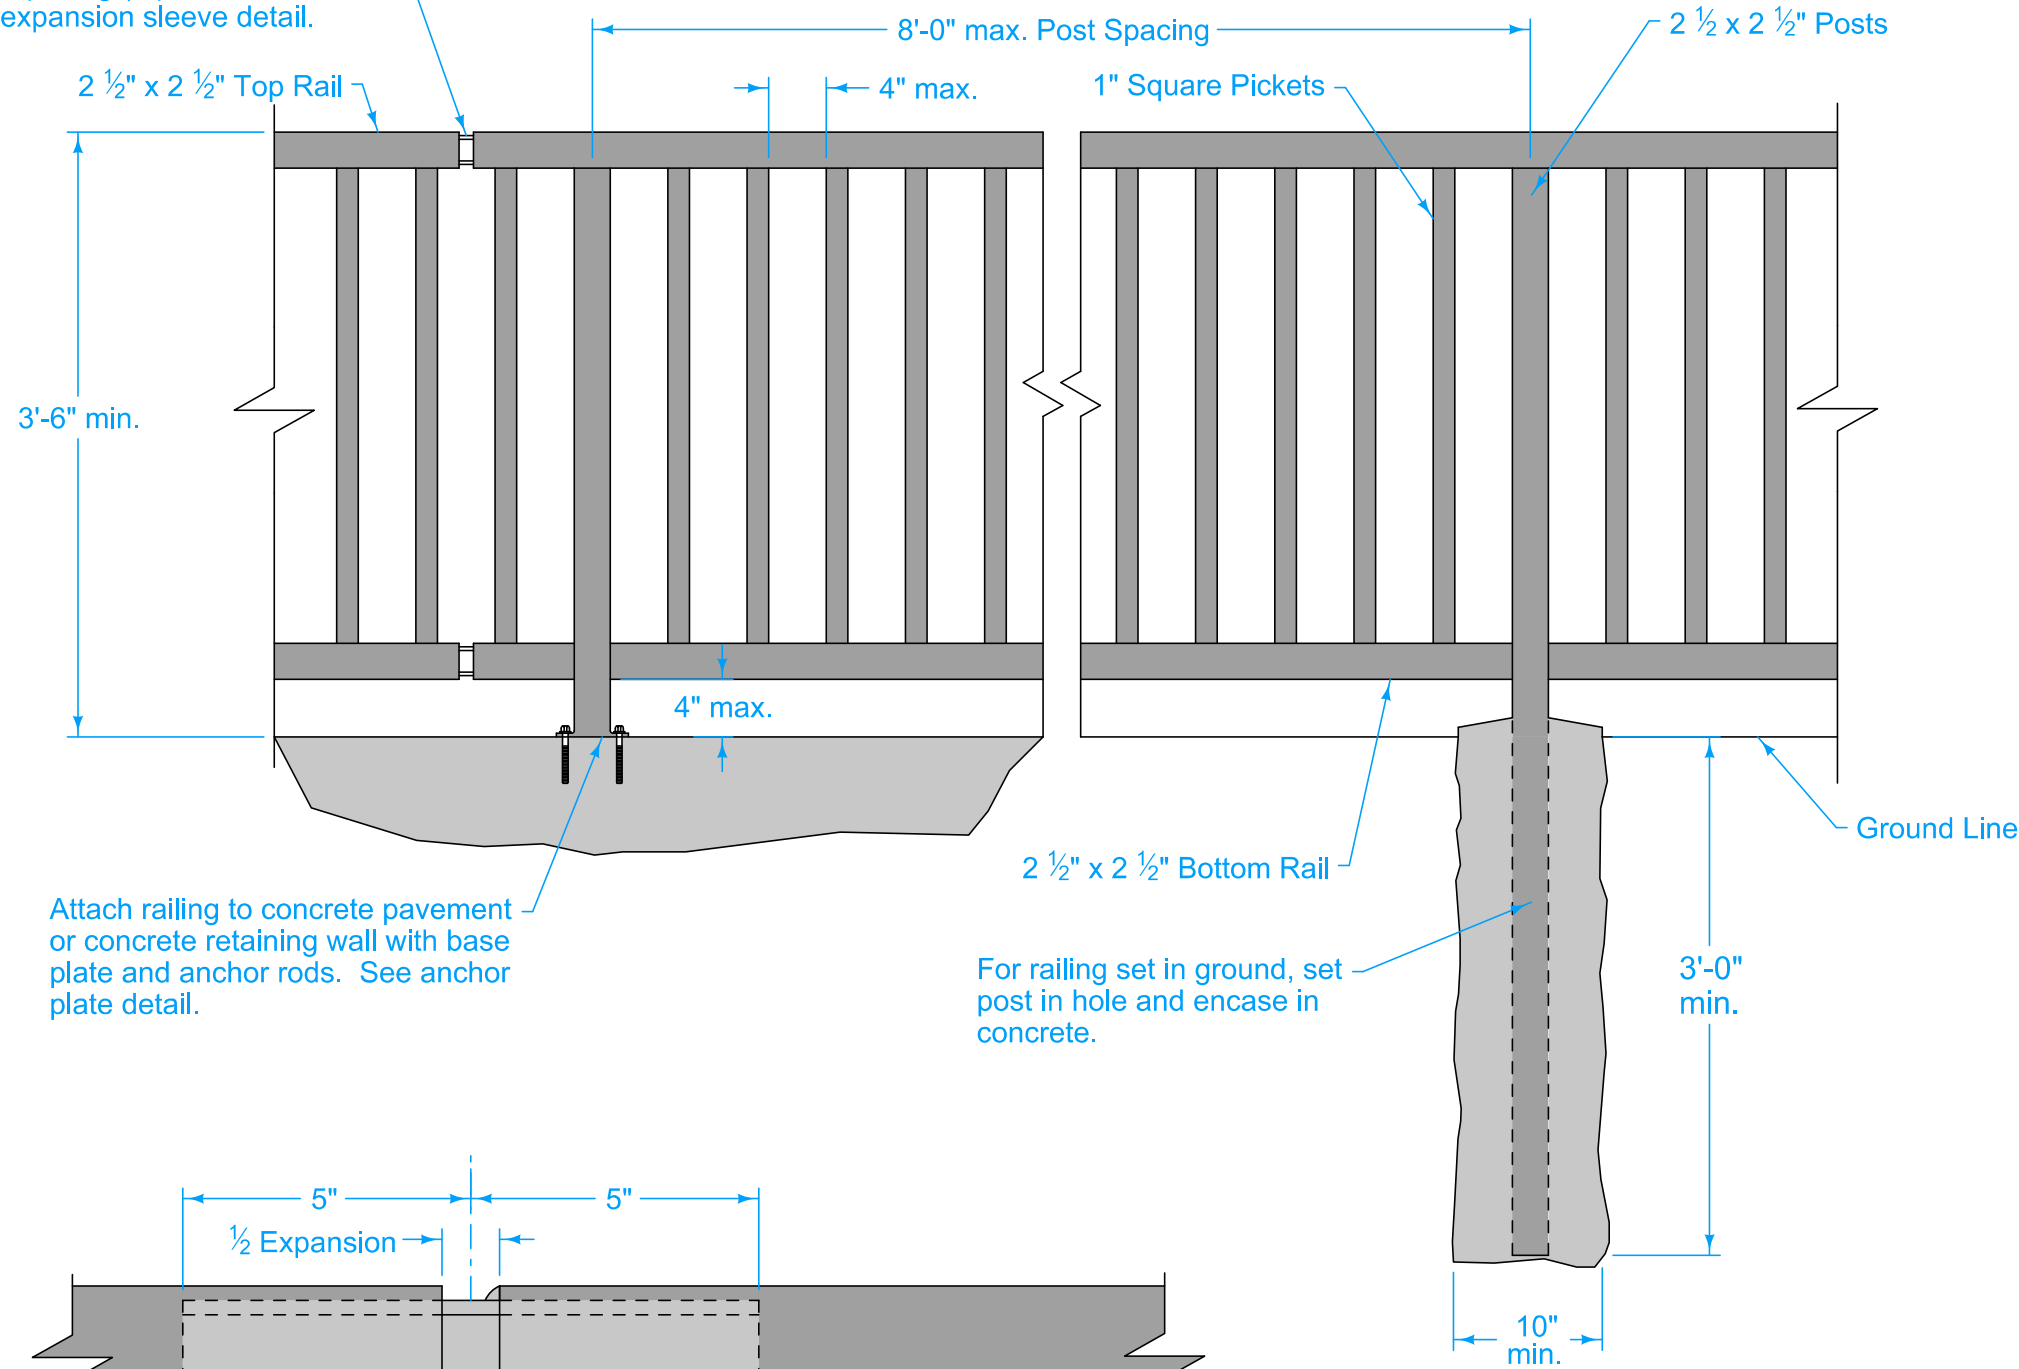 expansion sleeve detail.
8'-0" max. Post Spacing
2 ½ x 2 ½" Posts
2 ½" x 2 ½" Top Rail
4" max.
1" Square Pickets
3'-6" min.
4" max.
Ground Line
2 ½" x 2 ½" Bottom Rail
Attach railing to concrete pavement
or concrete retaining wall with base
plate and anchor rods.  See anchor
plate detail.
For railing set in ground, set
post in hole and encase in
concrete.
3'-0"
min.
5"
5"
½ Expansion
10"
min.